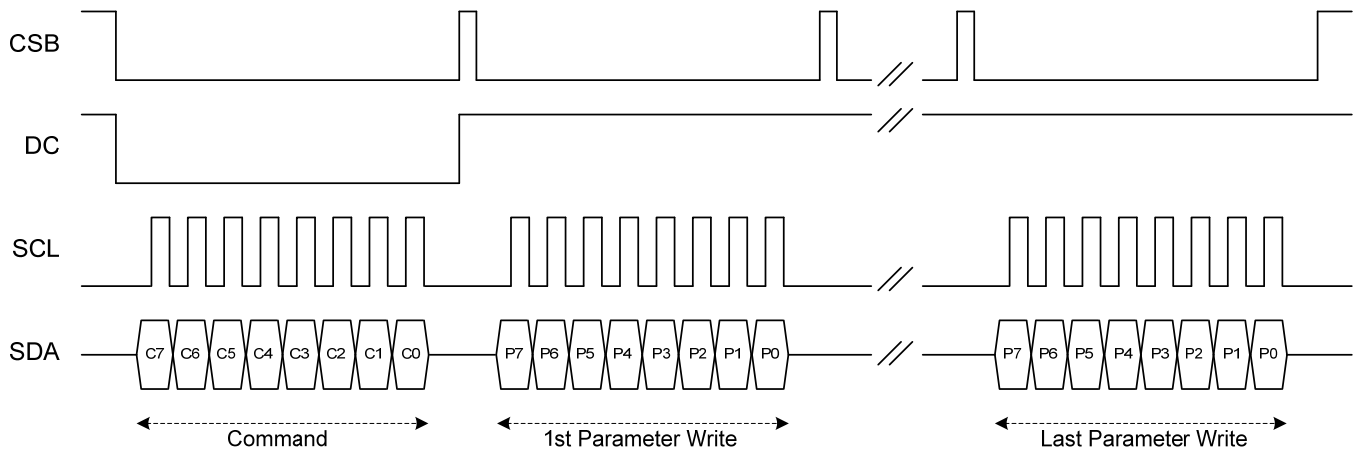 CSB
DC
SCL
SDA C7 C6 C5 C4 C3 C2 C1 C0 P7 P6 P5 P4 P3 P2 P1 P0 P7 P6 P5 P4 P3 P2 P1 P0
Command 1st Parameter Write Last Parameter Write